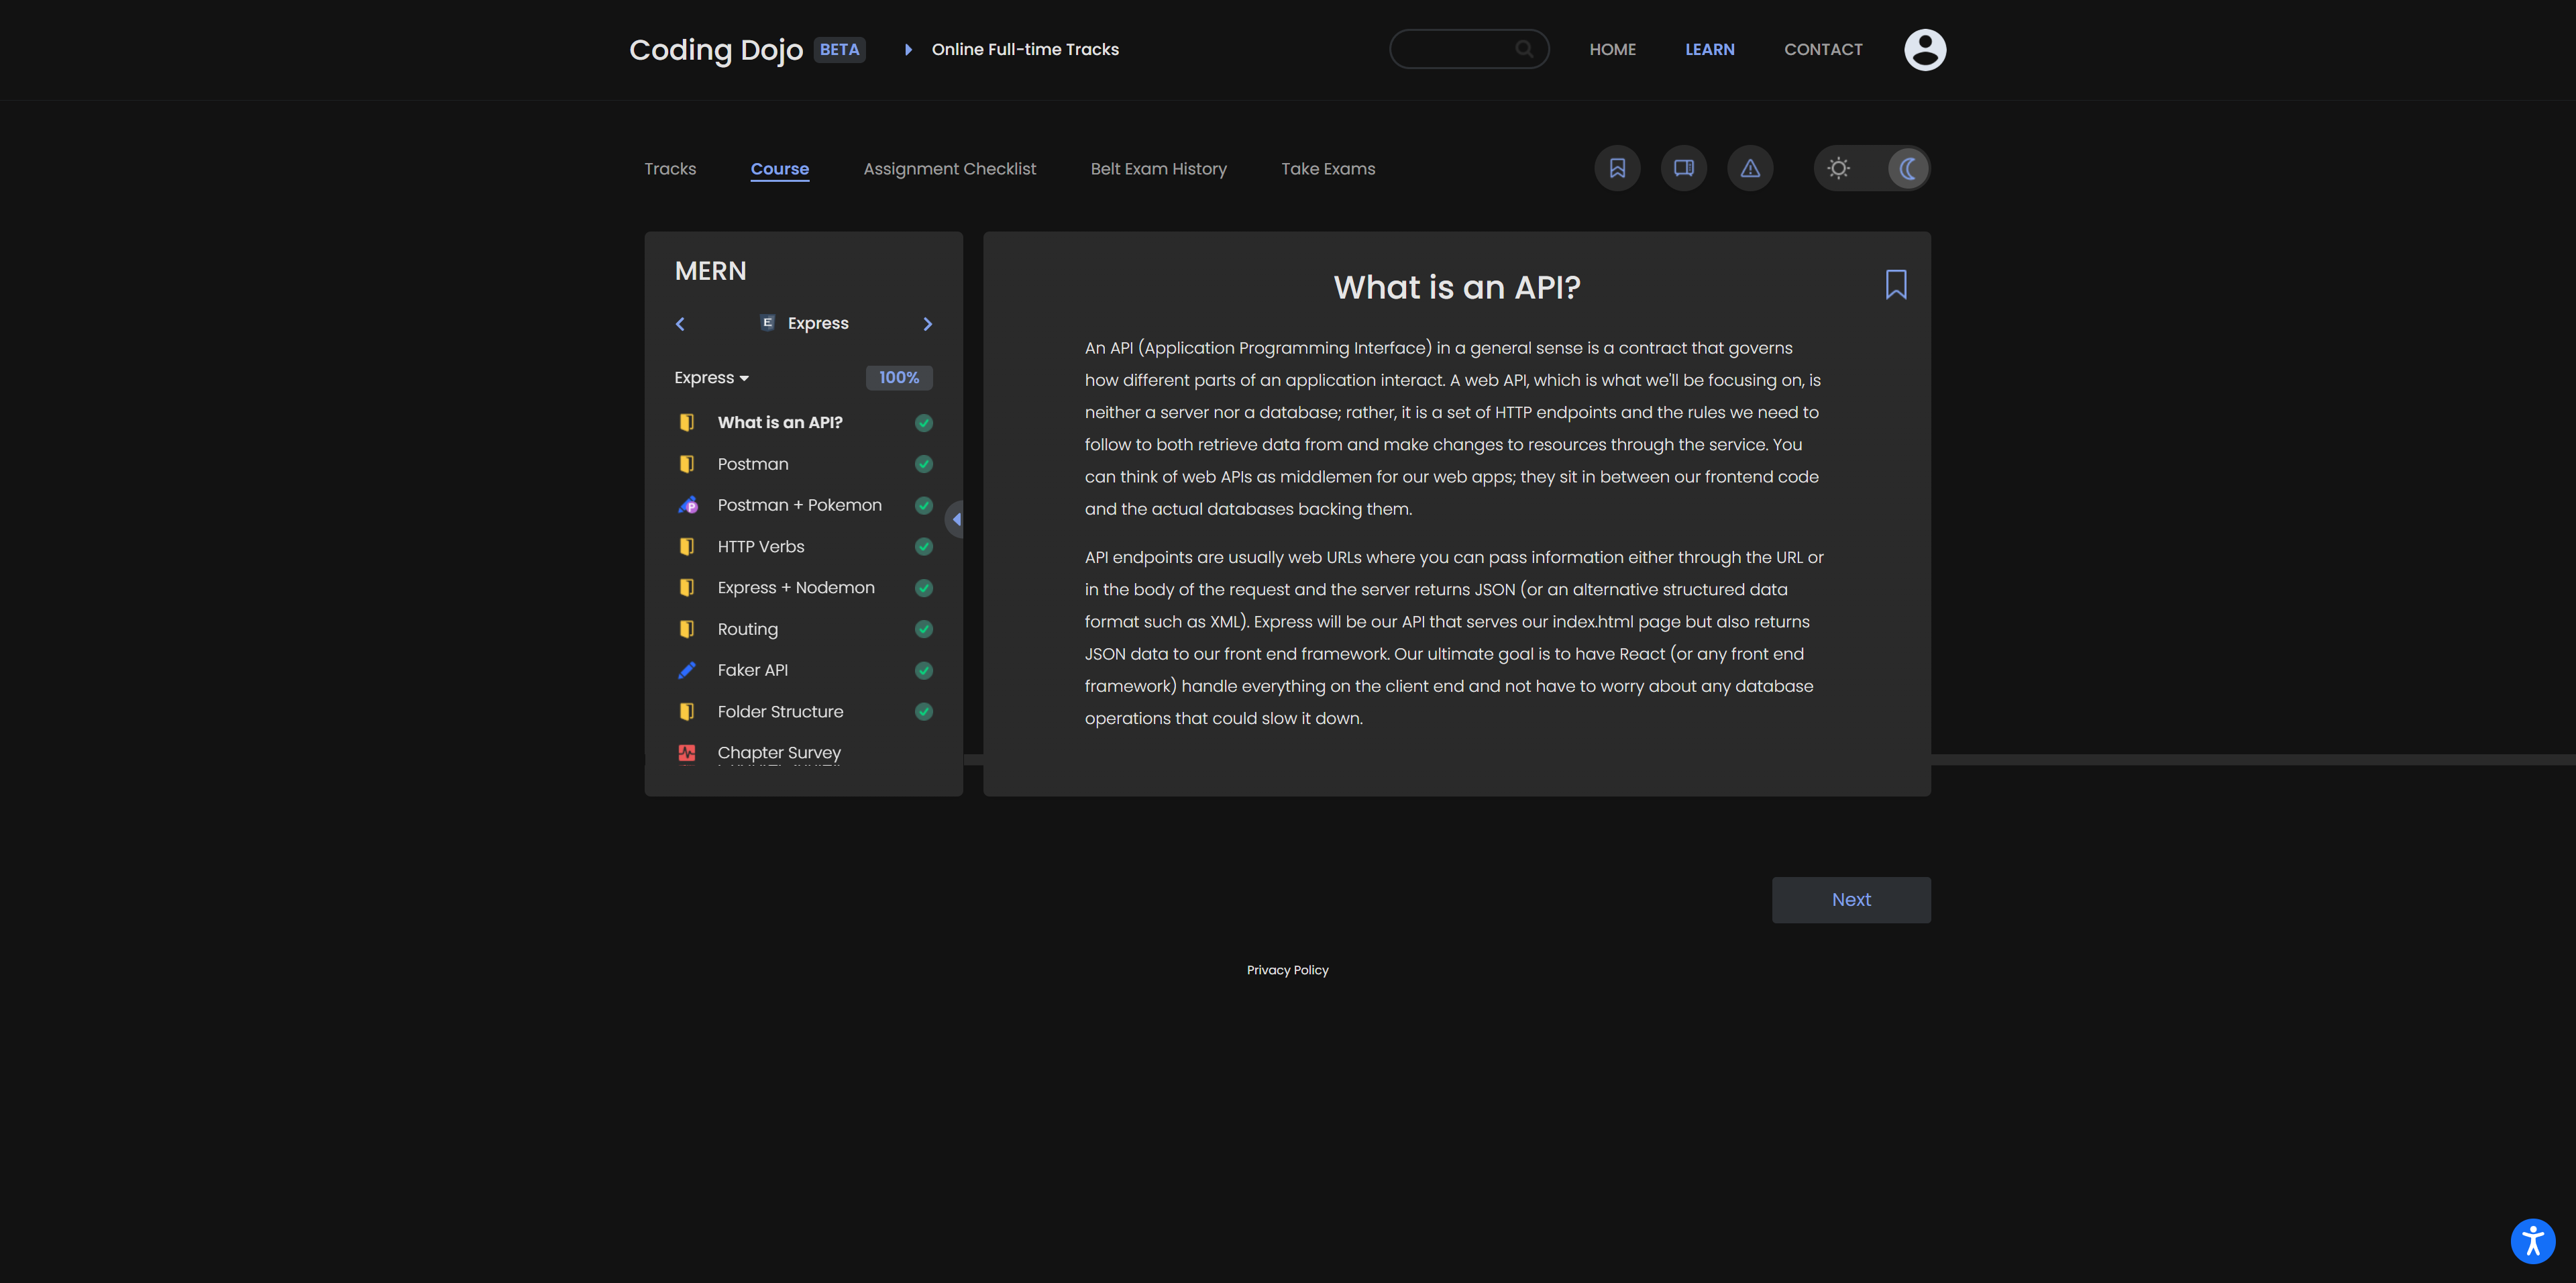 Coding Dojo BETA Online Full-time Tracks HOME LEARN CONTACT
Tracks Course Assignment Checklist Belt Exam History Take Exams
MERN
E Express
Express 100%
What is an API?
Postman
P Postman + Pokemon
HTTP Verbs
Express + Nodemon
Routing
Faker API
Folder Structure
Chapter Survey
What is an API?
An API (Application Programming Interface) in a general sense is a contract that governs
how different parts of an application interact. A web API, which is what we'll be focusing on, is
neither a server nor a database; rather, it is a set of HTTP endpoints and the rules we need to
follow to both retrieve data from and make changes to resources through the service. You
can think of web APIs as middlemen for our web apps; they sit in between our frontend code
and the actual databases backing them.
API endpoints are usually web URLs where you can pass information either through the URL or
in the body of the request and the server returns JSON (or an alternative structured data
format such as XML). Express will be our API that serves our index.html page but also returns
JSON data to our front end framework. Our ultimate goal is to have React (or any front end
framework) handle everything on the client end and not have to worry about any database
operations that could slow it down.
Next
Privacy Policy